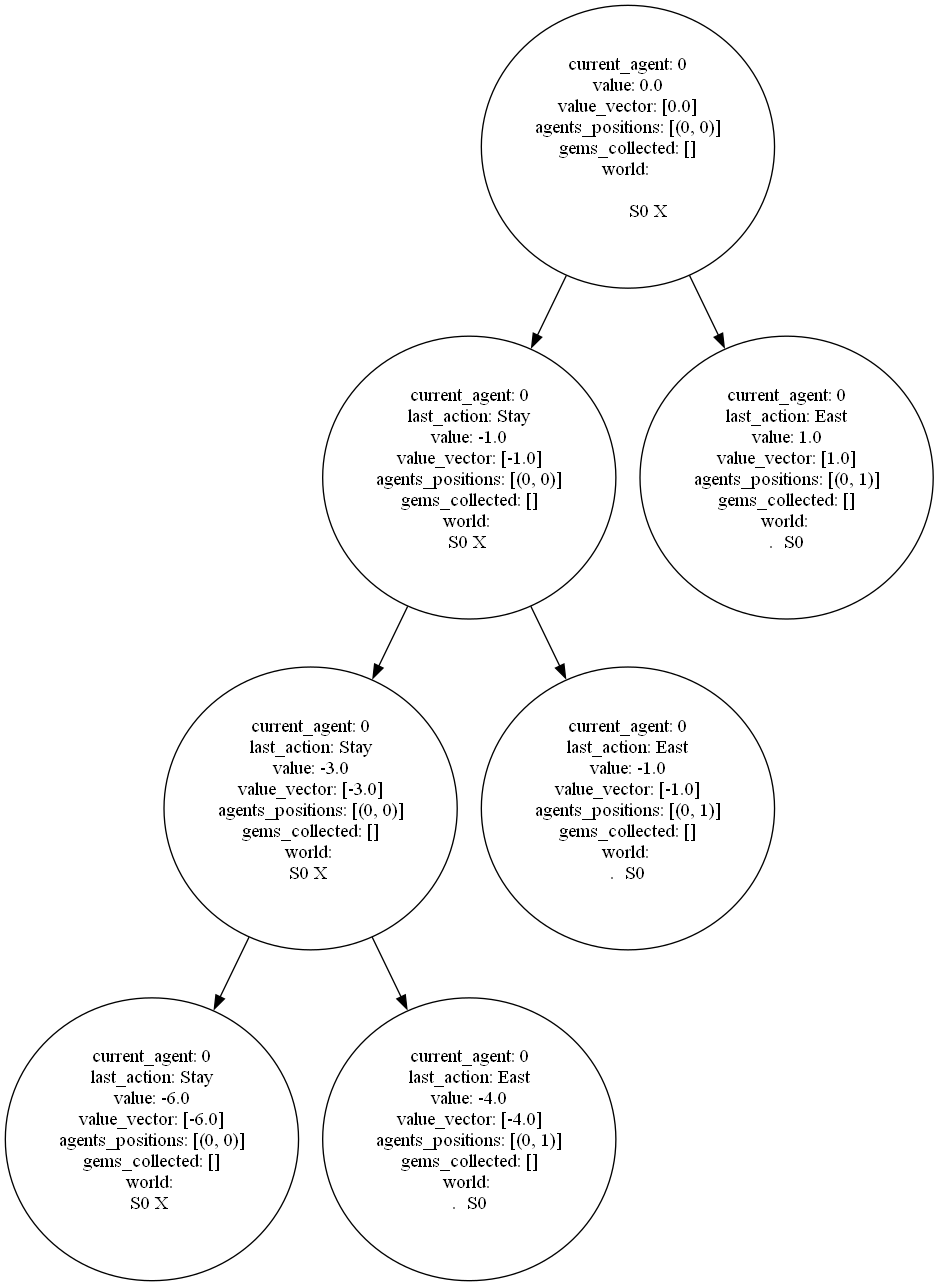 current_agent: 0
value: 0.0
value_vector: [0.0]
agents_positions: [(0, 0)]
gems_collected: []
world:
S0 X
current_agent: 0
last_action: Stay
value: -1.0
value_vector: [-1.0]
agents_positions: [(0, 0)]
gems_collected: []
world:
S0 X
current_agent: 0
last_action: East
value: 1.0
value_vector: [1.0]
agents_positions: [(0, 1)]
gems_collected: []
world:
. S0
current_agent: 0
last_action: Stay
value: -3.0
value_vector: [-3.0]
agents_positions: [(0, 0)]
gems_collected: []
world:
S0 X
current_agent: 0
last_action: East
value: -1.0
value_vector: [-1.0]
agents_positions: [(0, 1)]
gems_collected: []
world:
. S0
current_agent: 0
last_action: Stay
value: -6.0
value_vector: [-6.0]
agents_positions: [(0, 0)]
gems_collected: []
world:
S0 X
current_agent: 0
last_action: East
value: -4.0
value_vector: [-4.0]
agents_positions: [(0, 1)]
gems_collected: []
world:
. S0